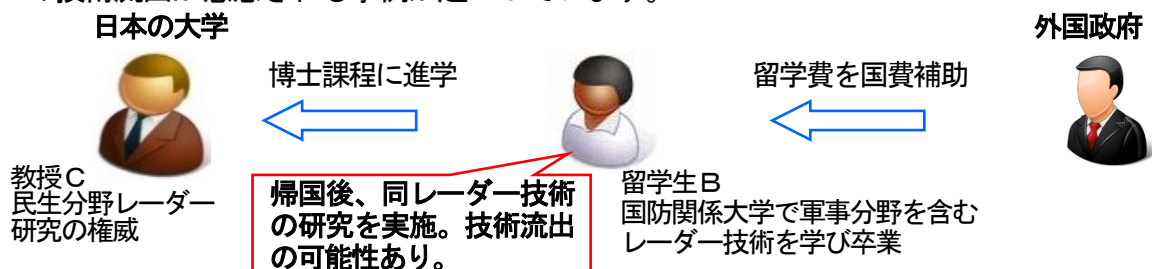 日本の大学
外国政府
博士課程に進学
留学費を国費補助
教授C
民生分野レーダー
研究の権威
帰国後、同レーダー技術
の研究を実施。技術流出
の可能性あり。
留学生B
国防関係大学で軍事分野を含む
レーダー技術を学び卒業